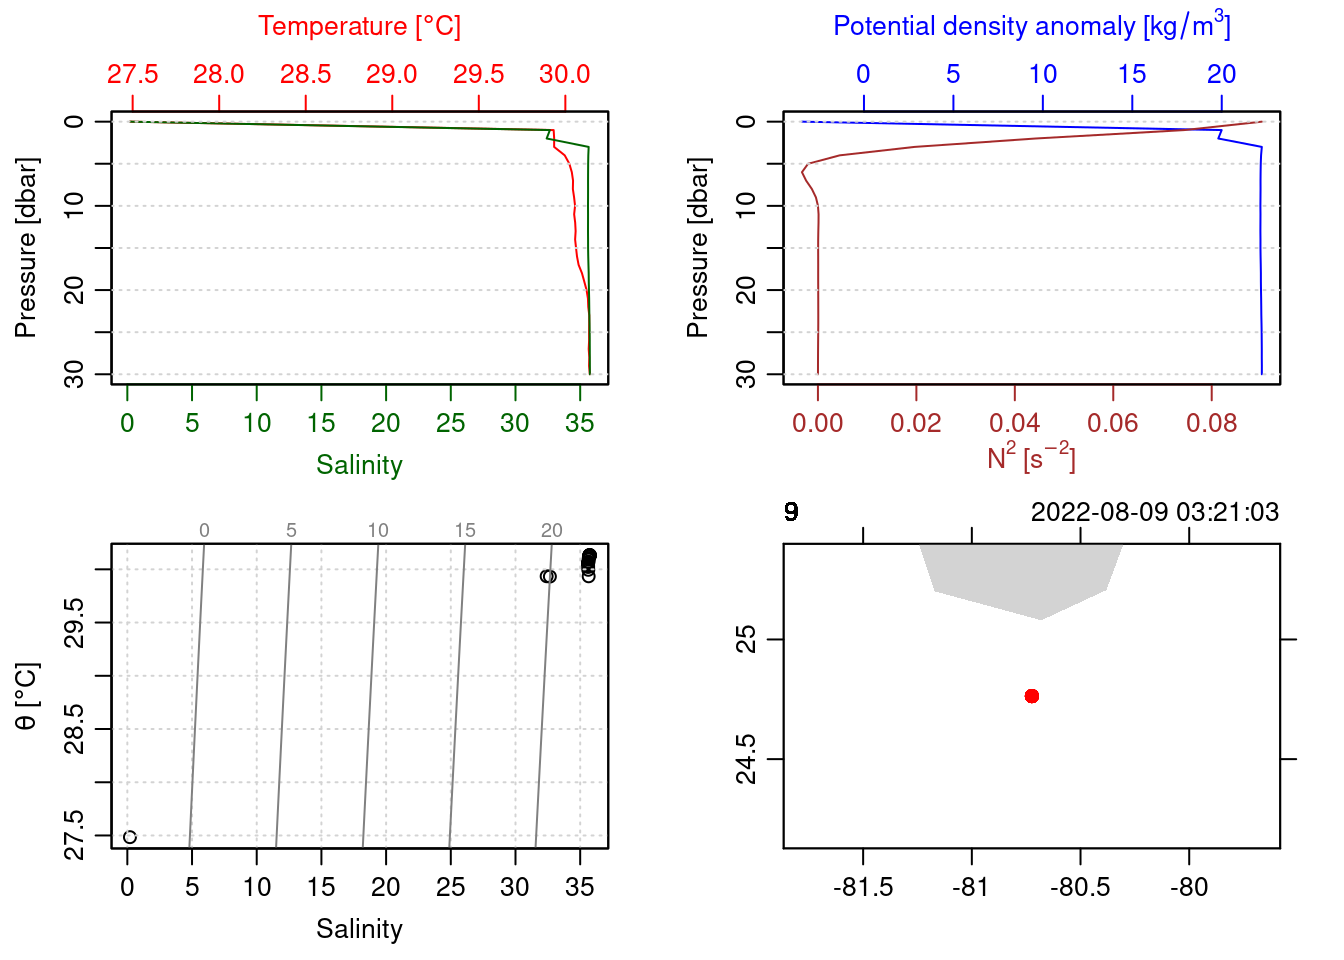 Temperature [°C]
27.5 28.0 28.5 29.0 29.5 30.0
Pressure [dbar]
0
10
20
30
0 5 10 15 20 25 30 35
Salinity
Potential density anomaly [kg/m³]
0 5 10 15 20
Pressure [dbar]
0
10
20
30
0.00 0.02 0.04 0.06 0.08
N² [s⁻²]
0 5 10 15 20
θ [°C]
29.5
28.5
27.5
0 5 10 15 20 25 30 35
Salinity
2022-08-09 03:21:03
25
24.5
-81.5 -81 -80.5 -80